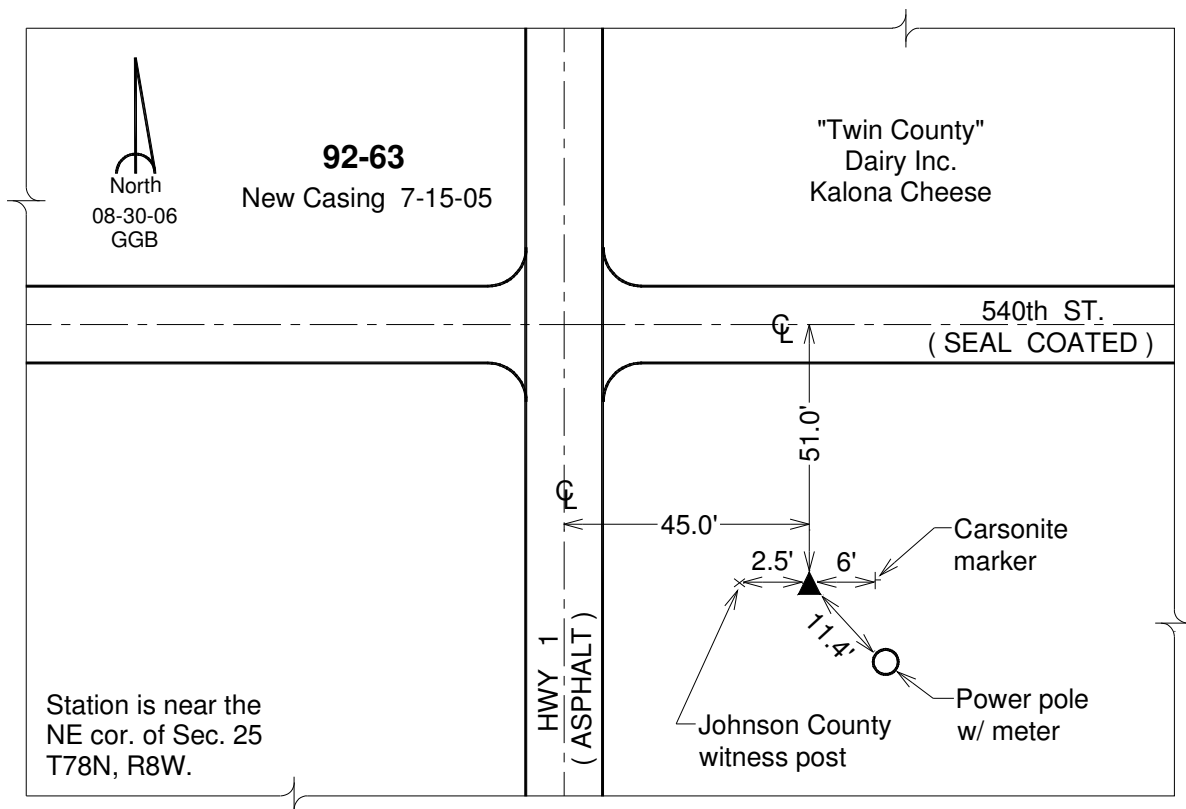 92-63
New Casing 7-15-05
North
08-30-06
GGB
"Twin County"
Dairy Inc.
Kalona Cheese
℄
540th ST.
( SEAL COATED )
51.0'
℄
45.0'
2.5'
6'
11.4'
Carsonite
marker
Power pole
w/ meter
Johnson County
witness post
HWY 1
( ASPHALT )
Station is near the
NE cor. of Sec. 25
T78N, R8W.